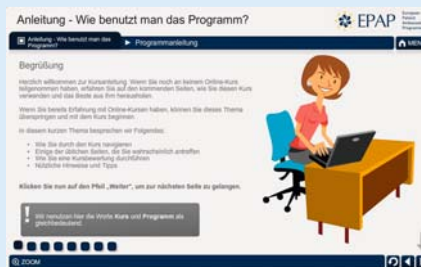 Anleitung - Wie benutzt man das Programm?
EPAP
European
Patent
Ambassador
Programme
Anleitung - Wie benutzt man das
Programm?
Programmanleitung
MEN
Begrüßung
Herzlich willkommen zur Kursanleitung. Wenn Sie noch an keinem Online-Kurs
teilgenommen haben, erfahren Sie auf den kommenden Seiten, wie Sie diesen Kurs
verwenden und das Beste aus ihm herausholen.
Wenn Sie bereits Erfahrung mit Online-Kursen haben, können Sie dieses Thema
überspringen und mit dem Kurs beginnen.
In diesem kurzen Thema besprechen wir Folgendes:
Wie Sie durch den Kurs navigieren
Einige der üblichen Seiten, die Sie wahrscheinlich antreffen
Wie Sie eine Kursbewertung durchführen
Nützliche Hinweise und Tipps
Klicken Sie nun auf den Pfeil „Weiter“, um zur nächsten Seite zu gelangen.
! Wir benutzen hier die Worte Kurs und Programm als
gleichbedeutend.
ZOOM